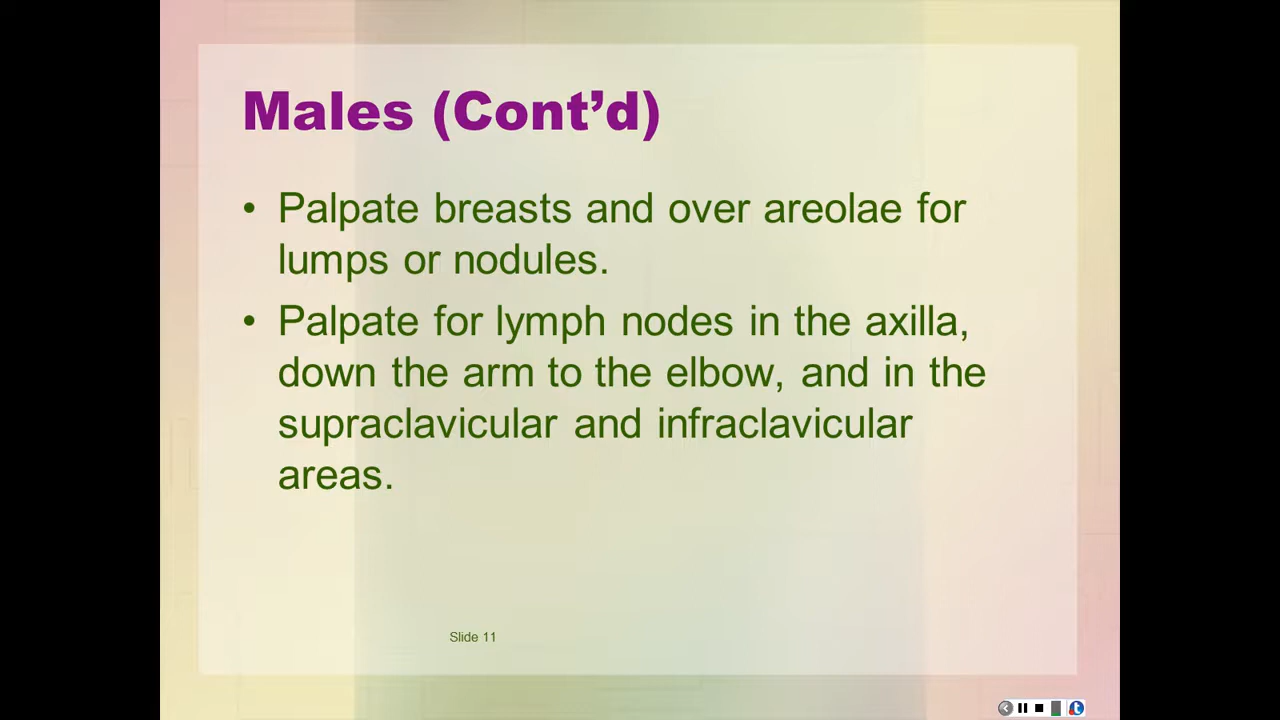 Males (Cont’d)
• Palpate breasts and over areolae for
lumps or nodules.
• Palpate for lymph nodes in the axilla,
down the arm to the elbow, and in the
supraclavicular and infraclavicular
areas.
Slide 11